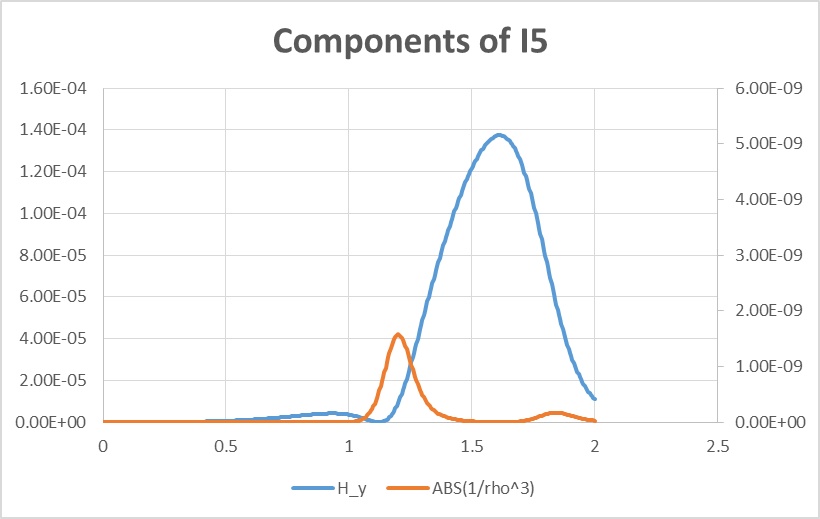 Components of I5
1.60E-04 6.00E-09
1.40E-04 5.00E-09
1.20E-04 4.00E-09
1.00E-04
8.00E-05 3.00E-09
6.00E-05 2.00E-09
4.00E-05 1.00E-09
2.00E-05
0.00E+00 0.00E+00
0 0.5 1 1.5 2 2.5
H_y ABS(1/rho^3)